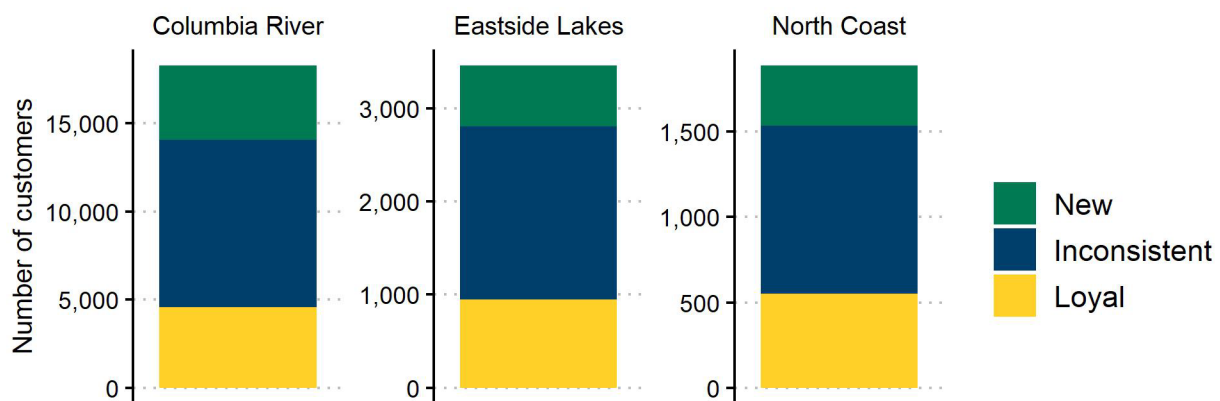 Columbia River
Eastside Lakes
North Coast
Number of customers
15,000
10,000
5,000
0
3,000
2,000
1,000
0
1,500
1,000
500
0
New
Inconsistent
Loyal